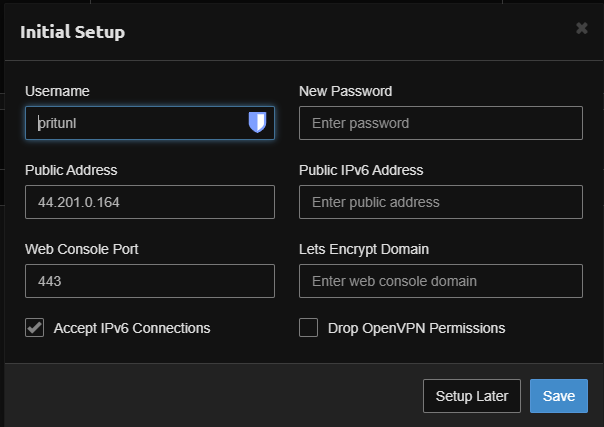 Initial Setup
Username
New Password
pritunl
Enter password
Public Address
Public IPv6 Address
44.201.0.164
Enter public address
Web Console Port
Lets Encrypt Domain
443
Enter web console domain
Accept IPv6 Connections
Drop OpenVPN Permissions
Setup Later
Save